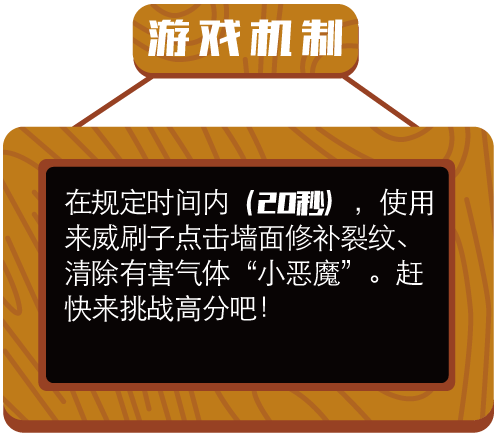 游戏机制
在规定时间内（20秒），使用
来威刷子点击墙面修补裂纹、
清除有害气体“小恶魔”。赶
快来挑战高分吧！